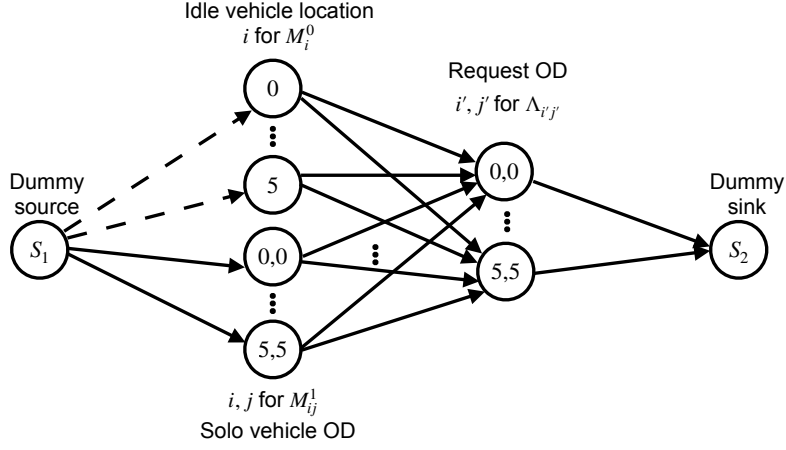 Idle vehicle location
i for M_i^0
Request OD
i′, j′ for Λ_{i′j′}
Dummy
source
Dummy
sink
0
5
0,0
5,5
0,0
5,5
S_1
S_2
i, j for M_{ij}^1
Solo vehicle OD